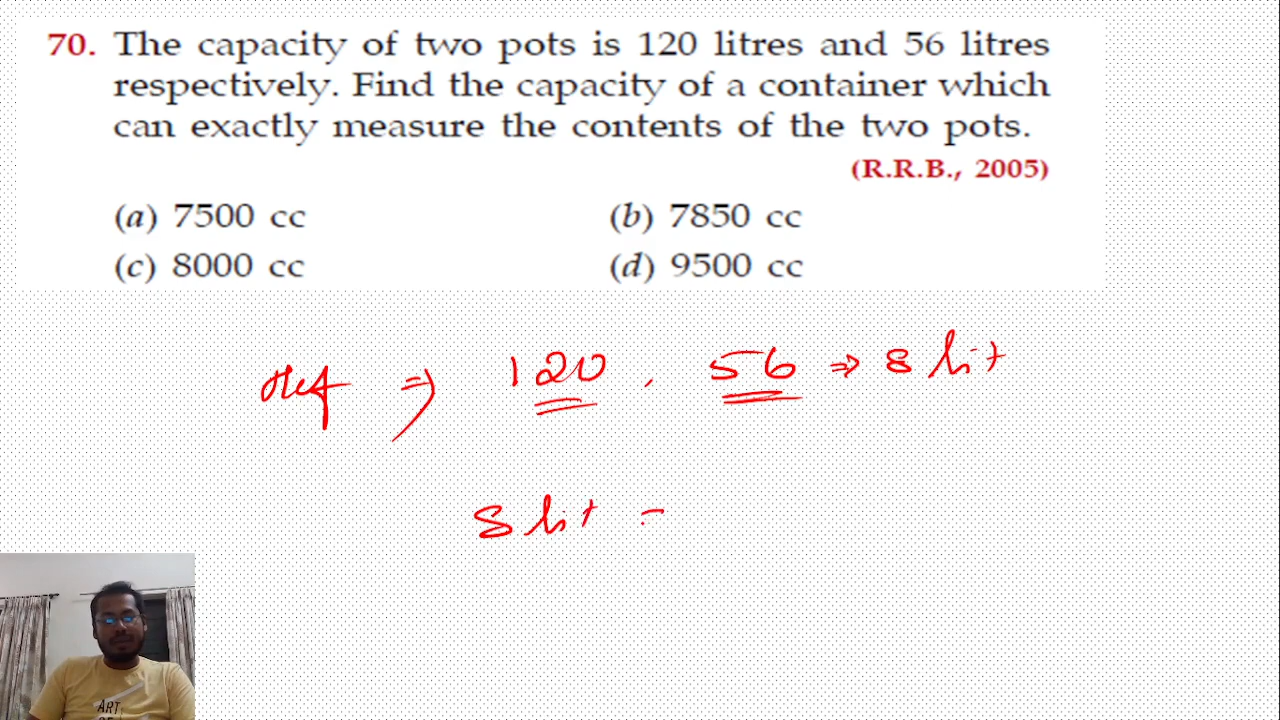 70. The capacity of two pots is 120 litres and 56 litres
respectively. Find the capacity of a container which
can exactly measure the contents of the two pots.
(R.R.B., 2005)
(a) 7500 cc (b) 7850 cc
(c) 8000 cc (d) 9500 cc
⇒ 120 , 56 ⇒ 8 lit
8 lit =
ART